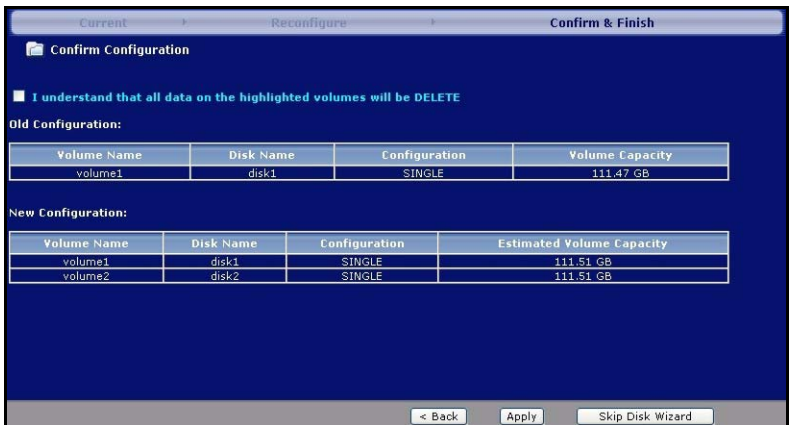 Current Reconfigure Confirm & Finish
Confirm Configuration
I understand that all data on the highlighted volumes will be DELETE
Old Configuration:
Volume Name Disk Name Configuration Volume Capacity
volume1 disk1 SINGLE 111.47 GB
New Configuration:
Volume Name Disk Name Configuration Estimated Volume Capacity
volume1 disk1 SINGLE 111.51 GB
volume2 disk2 SINGLE 111.51 GB
< Back Apply Skip Disk Wizard